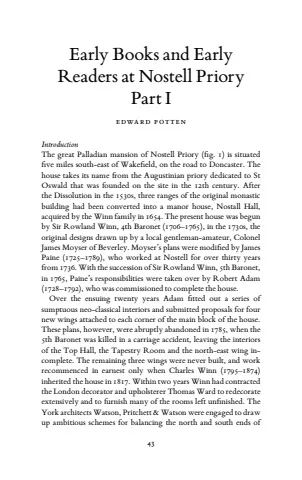 Early Books and Early
Readers at Nostell Priory
Part I
EDWARD POTTEN
Introduction
The great Palladian mansion of Nostell Priory (fig. 1) is situated
five miles south-east of Wakefield, on the road to Doncaster. The
house takes its name from the Augustinian priory dedicated to St
Oswald that was founded on the site in the 12th century. After
the Dissolution in the 1530s, three ranges of the original monastic
building had been converted into a manor house, Nostall Hall,
acquired by the Winn family in 1654. The present house was begun
by Sir Rowland Winn, 4th Baronet (1706–1765), in the 1730s, the
original designs drawn up by a local gentleman-amateur, Colonel
James Moyser of Beverley. Moyser's plans were modified by James
Paine (1725–1789), who worked at Nostell for over thirty years
from 1736. With the succession of Sir Rowland Winn, 5th Baronet,
in 1765, Paine's responsibilities were taken over by Robert Adam
(1728–1792), who was commissioned to complete the house.
Over the ensuing twenty years Adam fitted out a series of
sumptuous neo-classical interiors and submitted proposals for four
new wings attached to each corner of the main block of the house.
These plans, however, were abruptly abandoned in 1785, when the
5th Baronet was killed in a carriage accident, leaving the interiors
of the Top Hall, the Tapestry Room and the north-east wing in-
complete. The remaining three wings were never built, and work
recommenced in earnest only when Charles Winn (1795–1874)
inherited the house in 1817. Within two years Winn had contracted
the London decorator and upholsterer Thomas Ward to redecorate
extensively and to furnish many of the rooms left unfinished. The
York architects Watson, Pritchett & Watson were engaged to draw
up ambitious schemes for balancing the north and south ends of
43